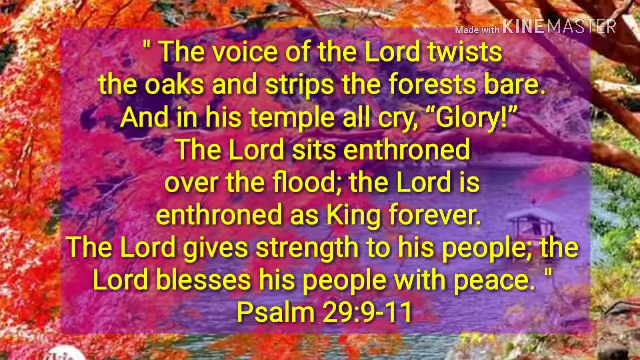 Made with KINEMASTER
" The voice of the Lord twists
the oaks and strips the forests bare.
And in his temple all cry, “Glory!”
The Lord sits enthroned
over the flood; the Lord is
enthroned as King forever.
The Lord gives strength to his people; the
Lord blesses his people with peace. "
Psalm 29:9-11